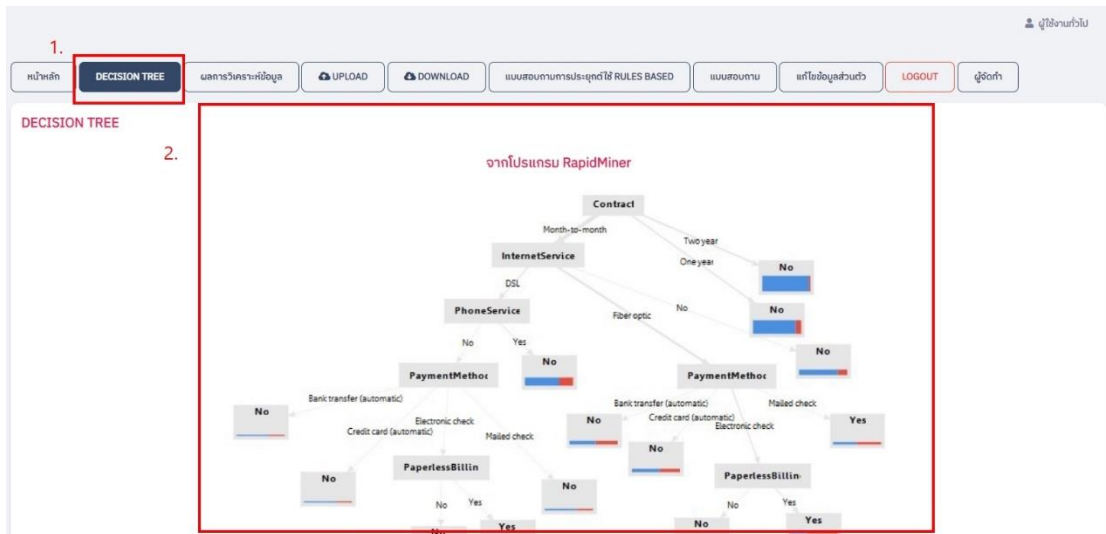 ผู้ใช้งานทั่วไป
1.
หน้าหลัก DECISION TREE ผลการวิเคราะห์ข้อมูล UPLOAD DOWNLOAD แบบสอบถามการประยุกต์ใช้ RULES BASED แบบสอบถาม แก้ไขข้อมูลส่วนตัว LOGOUT ผู้จัดทำ
DECISION TREE
2.
จากโปรแกรม RapidMiner
Contract
Month-to-month
Two year
One year
InternetService
No
DSL
Fiber optic
No
PhoneService
No
No
Yes
No
No
PaymentMethod
PaymentMethod
Bank transfer (automatic)
Credit card (automatic)
Electronic check
Mailed check
Bank transfer (automatic)
Credit card (automatic)
Electronic check
Mailed check
No
No
Yes
No
PaperlessBillin
PaperlessBillin
No
No
No
Yes
No
Yes
No
Yes
No
Yes